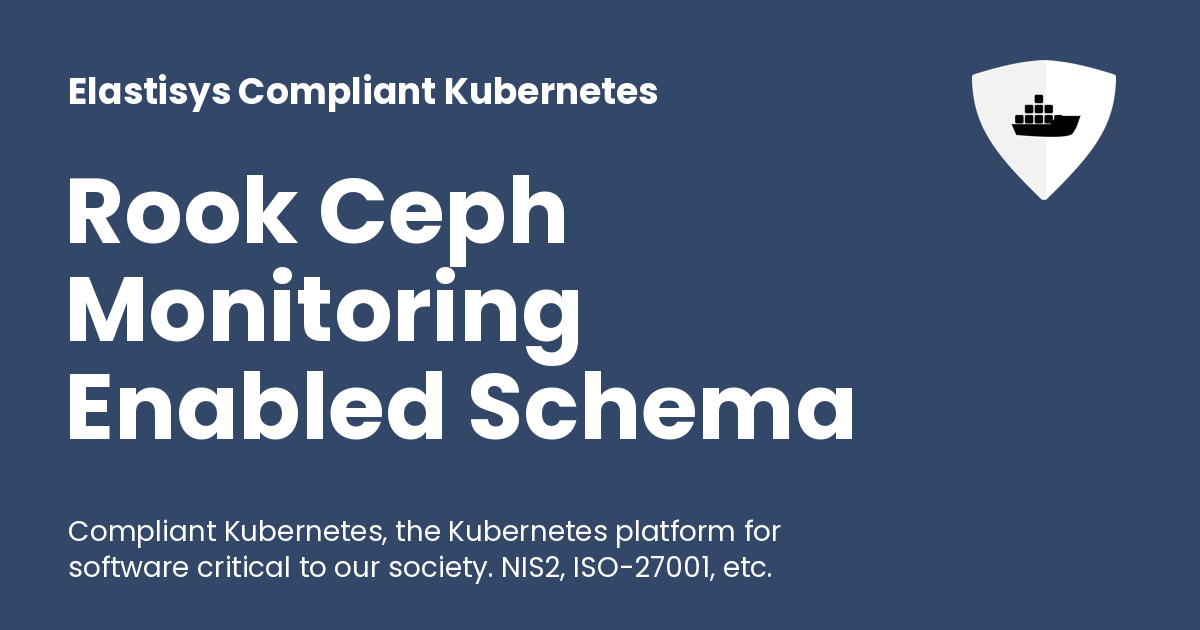 Elastisys Compliant Kubernetes
Rook Ceph
Monitoring
Enabled Schema
Compliant Kubernetes, the Kubernetes platform for
software critical to our society. NIS2, ISO-27001, etc.